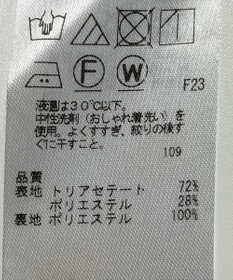 F W
F23
液温は30℃以下。
中性洗剤（おしゃれ着洗い）を
使用。よくすすぎ、絞りの後す
ぐに干すこと。
109
品質
表地 トリアセテート 72%
ポリエステル 28%
裏地 ポリエステル 100%